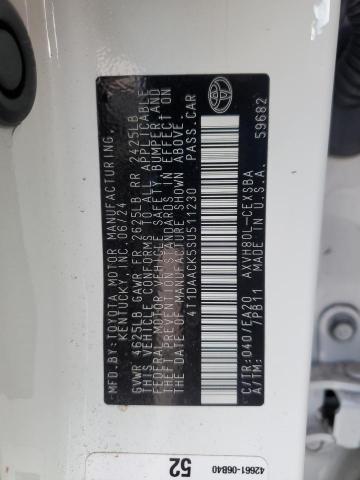 MFD.BY:TOYOTA MOTOR MANUFACTURING,
KENTUCKY, INC. 06/24
GVWR 4625LB GAWR FR 2625LB RR 2425LB
THIS VEHICLE CONFORMS TO ALL APPLICABLE
FEDERAL MOTOR VEHICLE SAFETY, BUMPER, AND
THEFT PREVENTION STANDARDS IN EFFECT ON
THE DATE OF MANUFACTURE SHOWN ABOVE.
4T1DAACK5SU511230 PASS.CAR
C/TR:040/EA20 AXVH80L-CEXSBA
A/TM: -/PB11 MADE IN U.S.A.
59682
52
42661-06B40